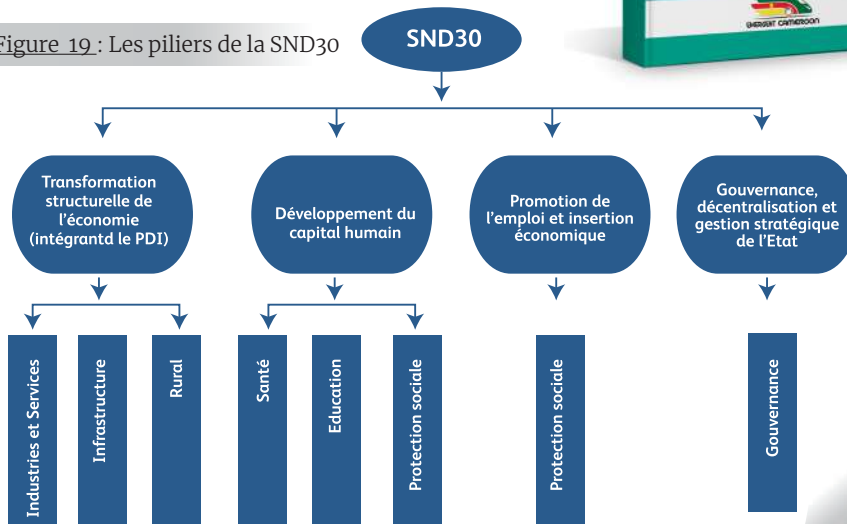 Figure 19 : Les piliers de la SND30
SND30
EMERGENT CAMEROON
Transformation
structurelle de
l’économie
(intégrantd le PDI)
Développement du
capital humain
Promotion de
l’emploi et insertion
économique
Gouvernance,
décentralisation et
gestion stratégique
de l’Etat
Industries et Services
Infrastructure
Rural
Santé
Education
Protection sociale
Protection sociale
Gouvernance